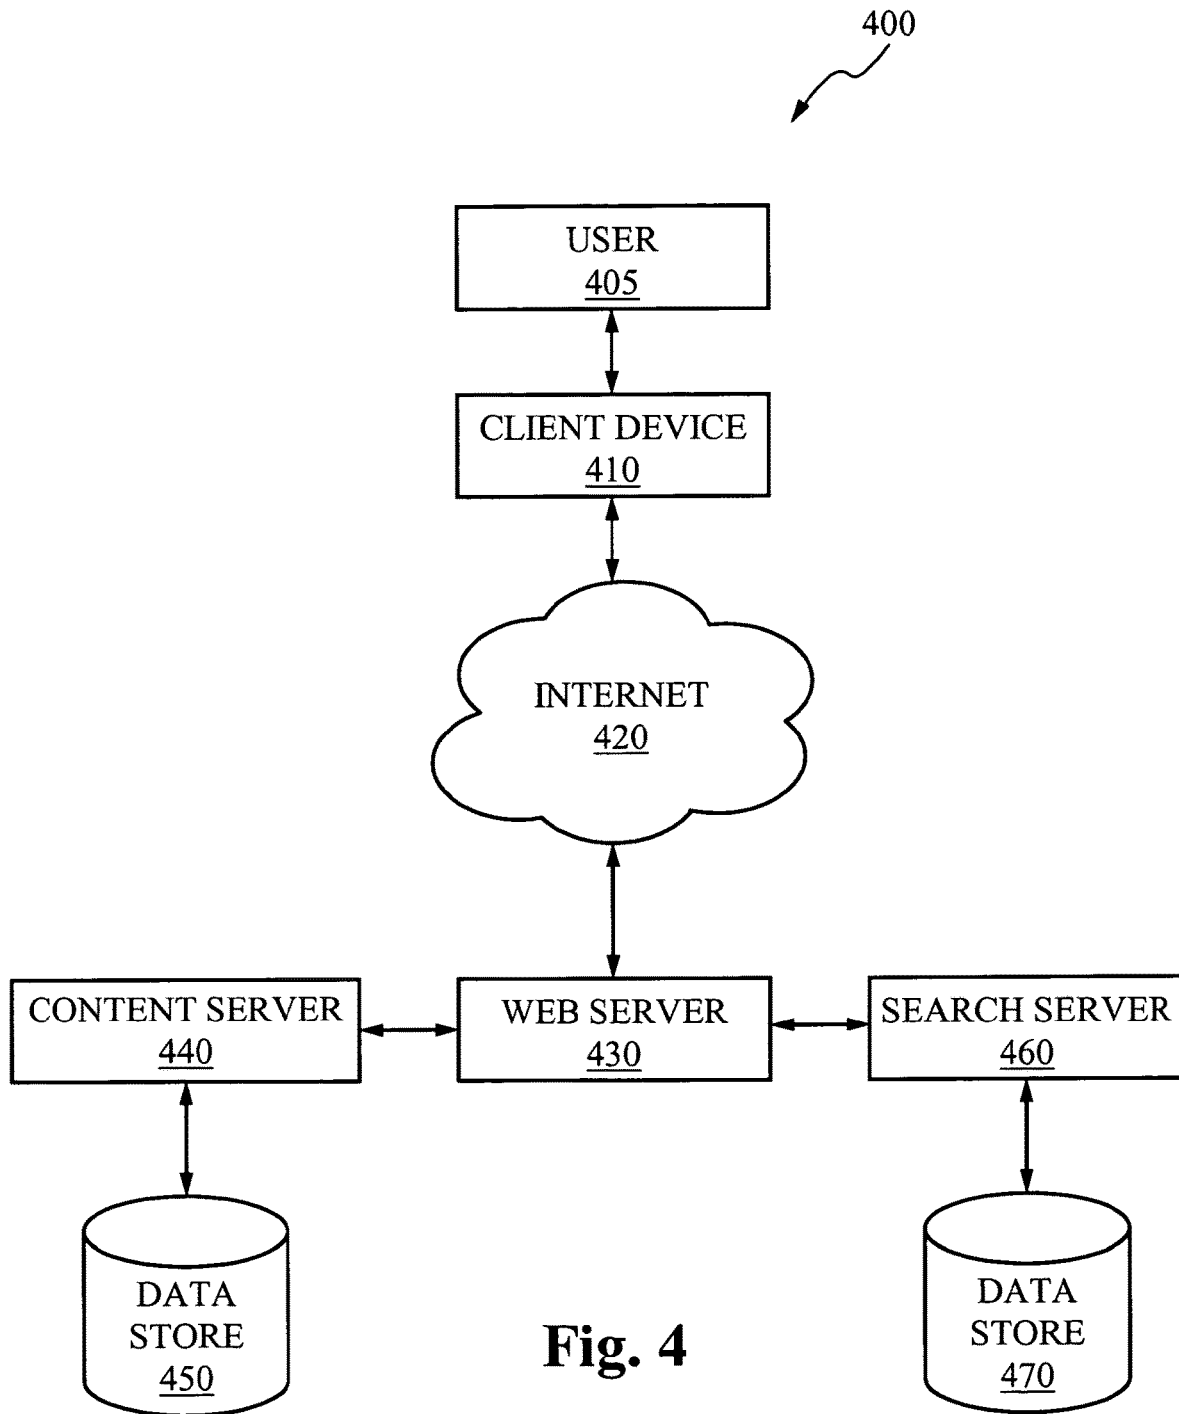 400
USER
405
CLIENT DEVICE
410
INTERNET
420
CONTENT SERVER
440
WEB SERVER
430
SEARCH SERVER
460
DATA
STORE
450
DATA
STORE
470
Fig. 4